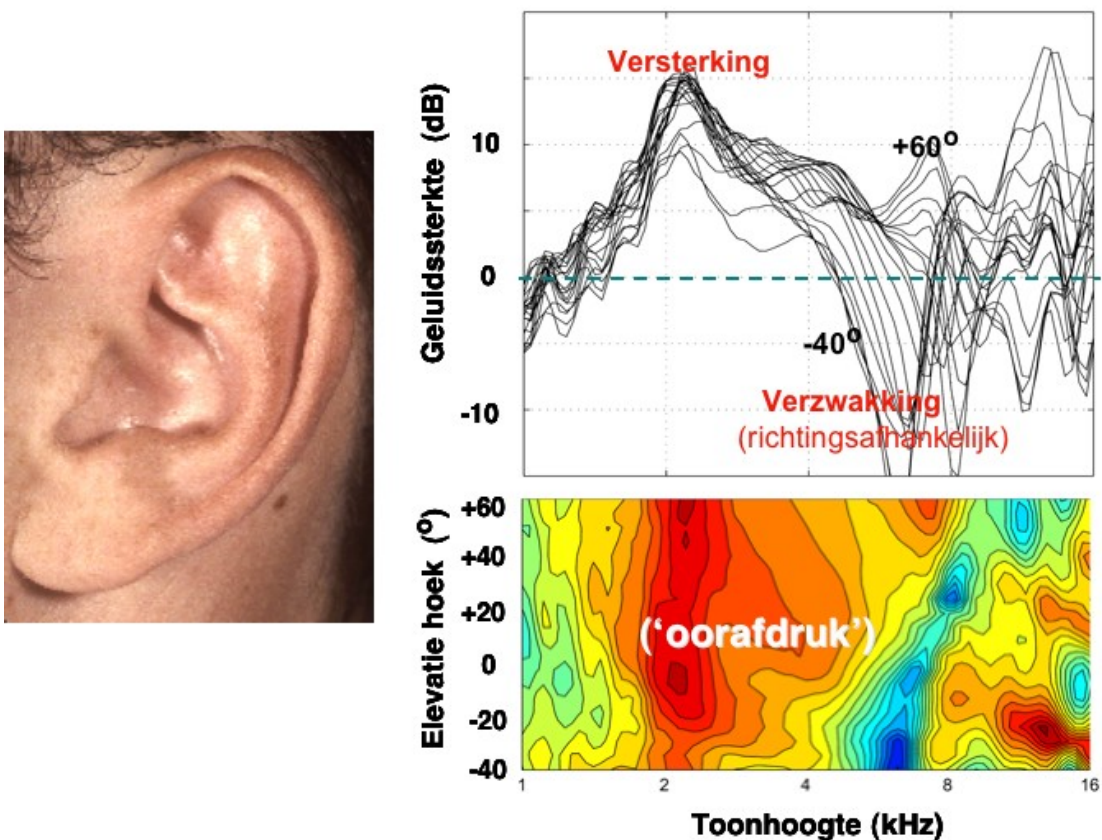 Versterking
Geluidssterkte (dB)
10
0
-10
+60°
-40°
Verzwakking
(richtingsafhankelijk)
Elevatie hoek (°)
+60
+40
+20
0
-20
-40
('oorafdruk')
1
2
4
8
16
Toonhoogte (kHz)